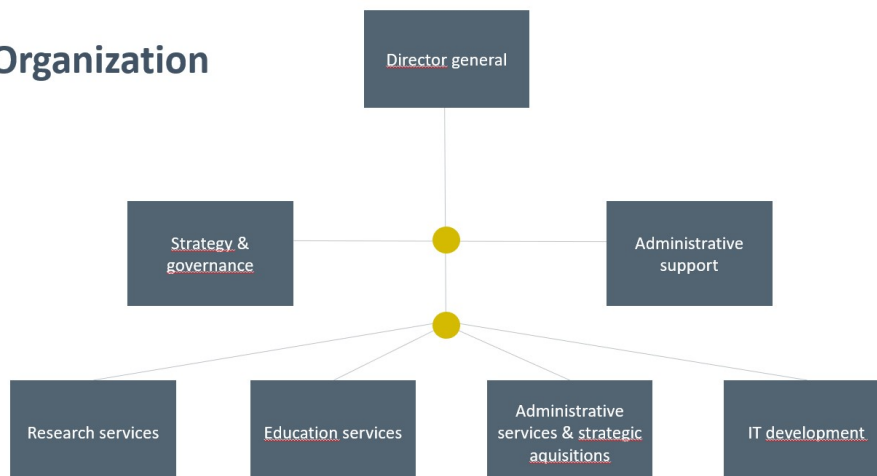 Organization
Director general
Strategy &
governance
Administrative
support
Research services
Education services
Administrative
services & strategic
aquisitions
IT development